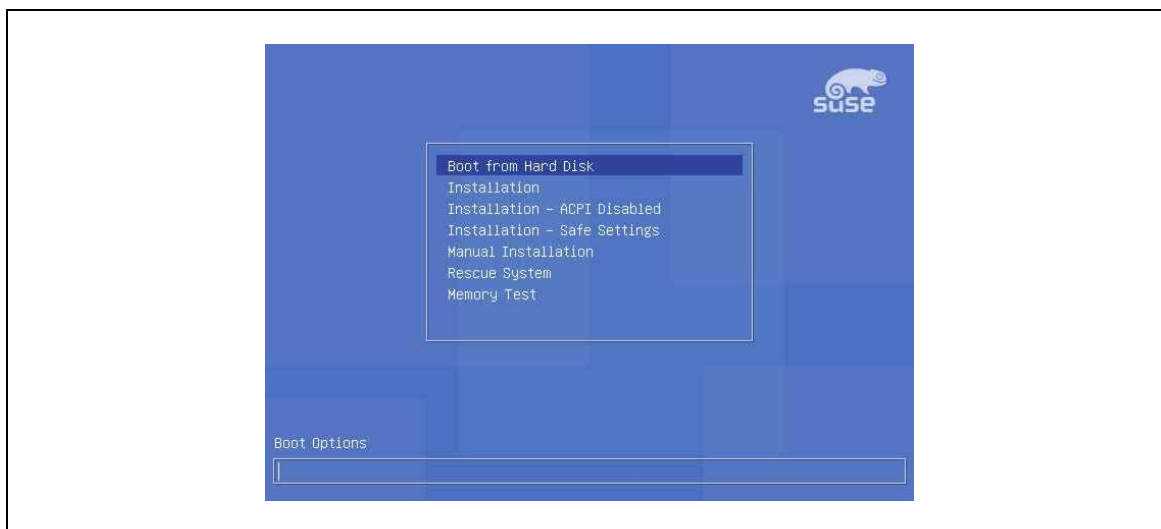 SUSE
Boot from Hard Disk
Installation
Installation - ACPI Disabled
Installation - Safe Settings
Manual Installation
Rescue System
Memory Test
Boot Options